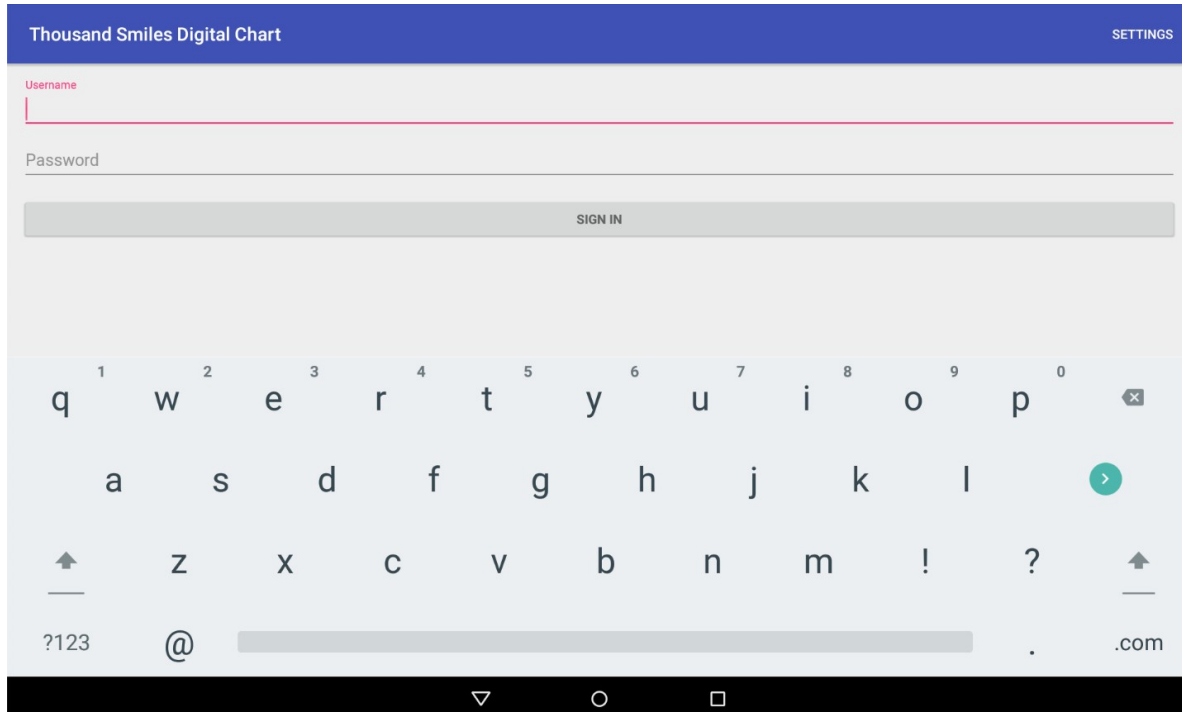 Thousand Smiles Digital Chart SETTINGS
Username
Password
SIGN IN
1 2 3 4 5 6 7 8 9 0
q w e r t y u i o p
a s d f g h j k l
z x c v b n m ! ?
?123 @ . .com